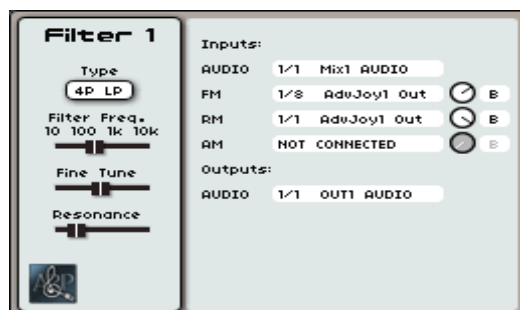 Filter 1
Type
4P LP
Filter Freq.
10 100 1k 10k
Fine Tune
Resonance
ABP
Inputs:
AUDIO 1/1 Mix1 AUDIO
FM 1/8 AdvJoy1 Out B
RM 1/1 AdvJoy1 Out B
AM NOT CONNECTED B
Outputs:
AUDIO 1/1 OUT1 AUDIO